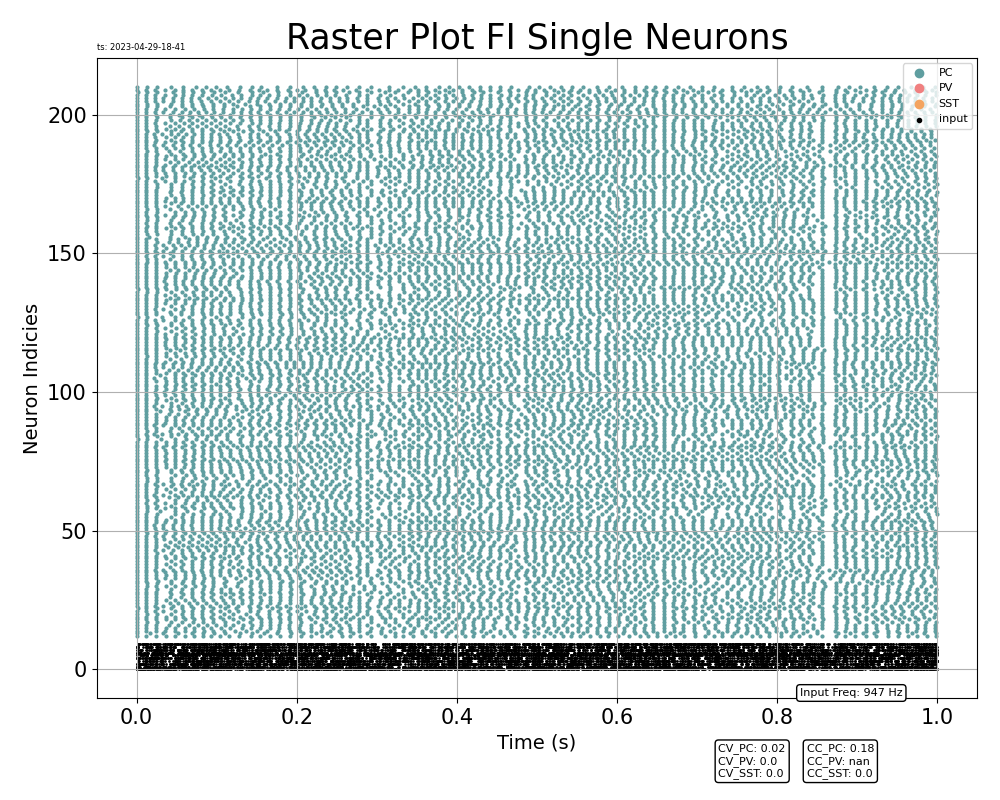 Raster Plot FI Single Neurons
ts: 2023-04-29-18-41
PC
PV
SST
input
200
150
100
50
0
Neuron Indicies
0.0 0.2 0.4 0.6 0.8 1.0
Time (s)
Input Freq: 947 Hz
CV_PC: 0.02
CV_PV: 0.0
CV_SST: 0.0
CC_PC: 0.18
CC_PV: nan
CC_SST: 0.0